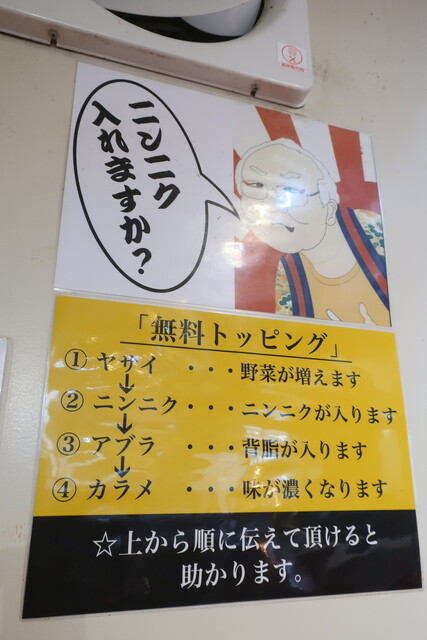 ニンニク
入れますか？
「無料トッピング」
① ヤサイ ・・・野菜が増えます
↓
② ニンニク・・・ニンニクが入ります
↓
③ アブラ ・・・背脂が入ります
↓
④ カラメ ・・・味が濃くなります
☆上から順に伝えて頂けると
助かります。